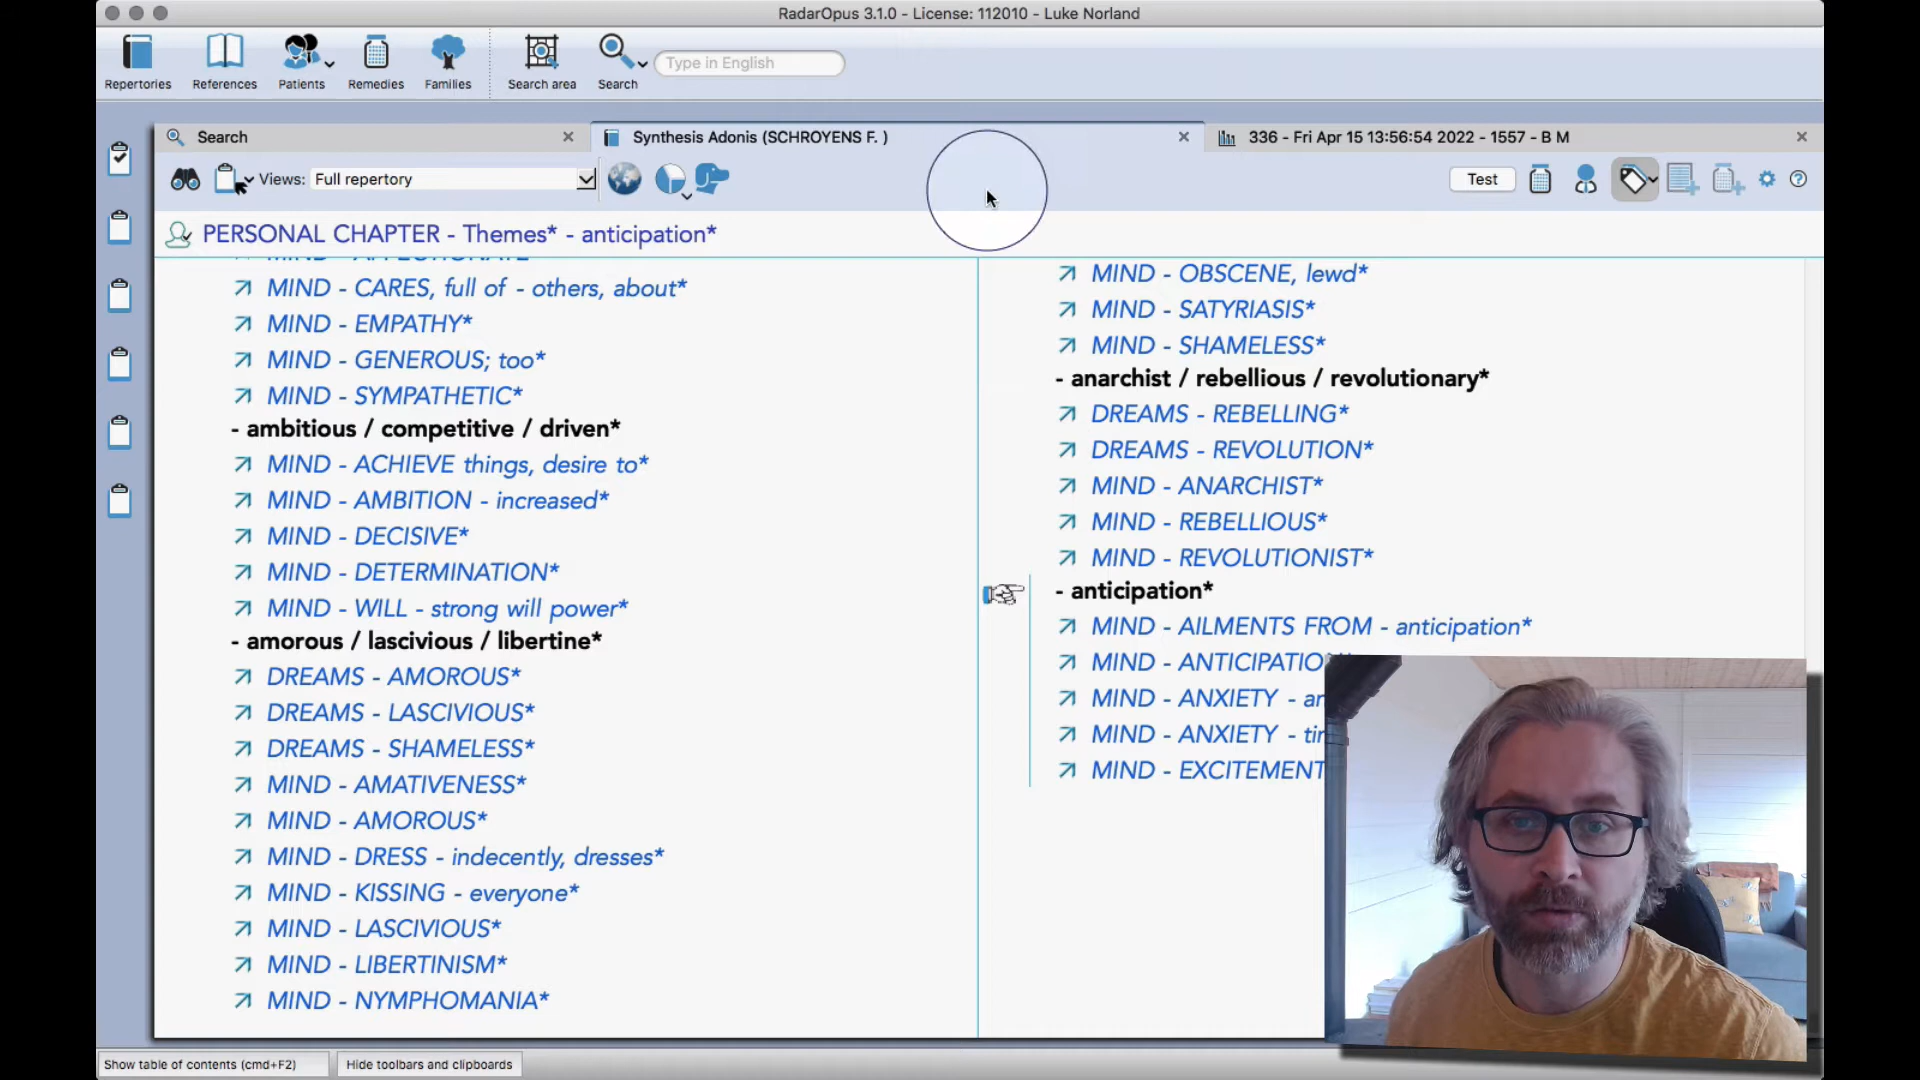 RadarOpus 3.1.0 - License: 112010 - Luke Norland
Repertories
References
Patients
Remedies
Families
Search area
Search
Type in English
Search
Synthesis Adonis (SCHROYENS F. )
336 - Fri Apr 15 13:56:54 2022 - 1557 - B M
Views:
Full repertory
Test
PERSONAL CHAPTER - Themes* - anticipation*
MIND - CARES, full of - others, about*
MIND - EMPATHY*
MIND - GENEROUS; too*
MIND - SYMPATHETIC*
- ambitious / competitive / driven*
MIND - ACHIEVE things, desire to*
MIND - AMBITION - increased*
MIND - DECISIVE*
MIND - DETERMINATION*
MIND - WILL - strong will power*
- amorous / lascivious / libertine*
DREAMS - AMOROUS*
DREAMS - LASCIVIOUS*
DREAMS - SHAMELESS*
MIND - AMATIVENESS*
MIND - AMOROUS*
MIND - DRESS - indecently, dresses*
MIND - KISSING - everyone*
MIND - LASCIVIOUS*
MIND - LIBERTINISM*
MIND - NYMPHOMANIA*
MIND - OBSCENE, lewd*
MIND - SATYRIASIS*
MIND - SHAMELESS*
- anarchist / rebellious / revolutionary*
DREAMS - REBELLING*
DREAMS - REVOLUTION*
MIND - ANARCHIST*
MIND - REBELLIOUS*
MIND - REVOLUTIONIST*
- anticipation*
MIND - AILMENTS FROM - anticipation*
MIND - ANTICIPATIO
MIND - ANXIETY - 
MIND - ANXIETY - 
MIND - EXCITEMENT
Show table of contents (cmd+F2)
Hide toolbars and clipboards